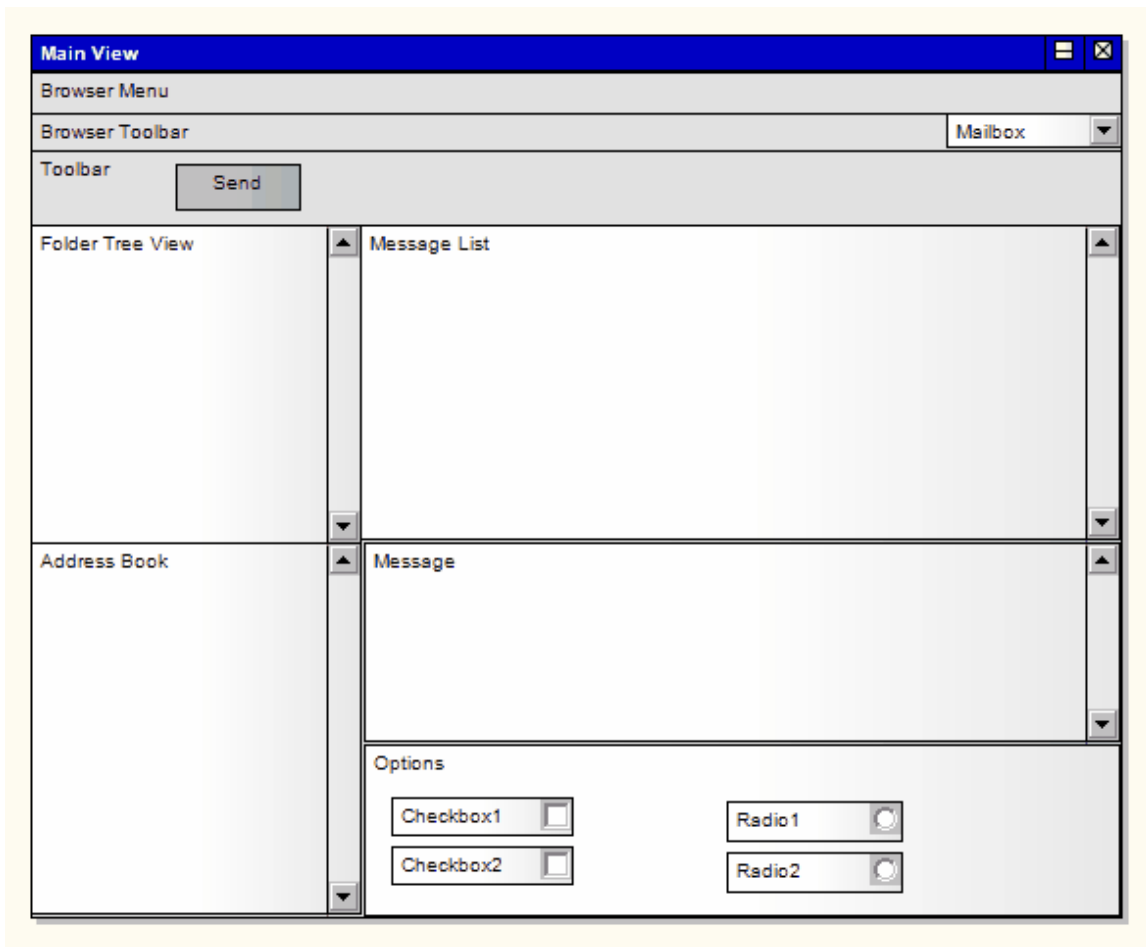 Main View
Browser Menu
Browser Toolbar
Mailbox
Toolbar
Send
Folder Tree View
Message List
Address Book
Message
Options
Checkbox1
Radio1
Checkbox2
Radio2